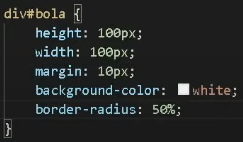 div#bola {
height: 100px;
width: 100px;
margin: 10px;
background-color: white;
border-radius: 50%;
}